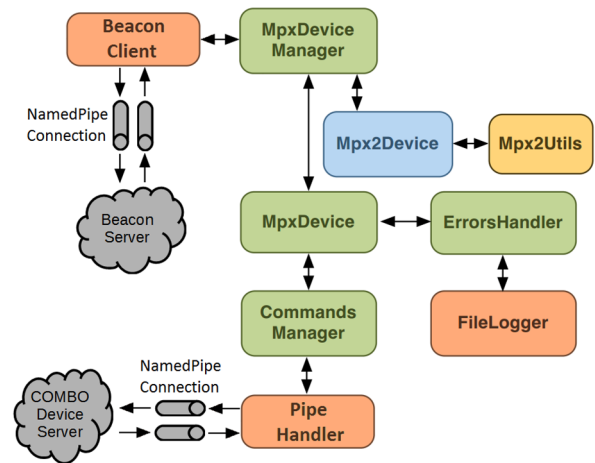 Beacon
Client
MpxDevice
Manager
NamedPipe
Connection
Mpx2Device
Mpx2Utils
Beacon
Server
MpxDevice
ErrorsHandler
Commands
Manager
FileLogger
NamedPipe
Connection
COMBO
Device
Server
Pipe
Handler